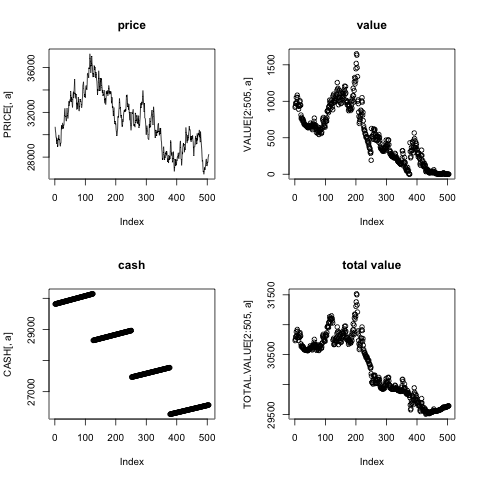 price
PRICE[, a]
28000 32000 36000
0 100 200 300 400 500
Index
value
VALUE[2:505, a]
0 500 1000 1500
0 100 200 300 400 500
Index
cash
CASH[, a]
27000 29000
0 100 200 300 400 500
Index
total value
TOTAL.VALUE[2:505, a]
29500 30500 31500
0 100 200 300 400 500
Index